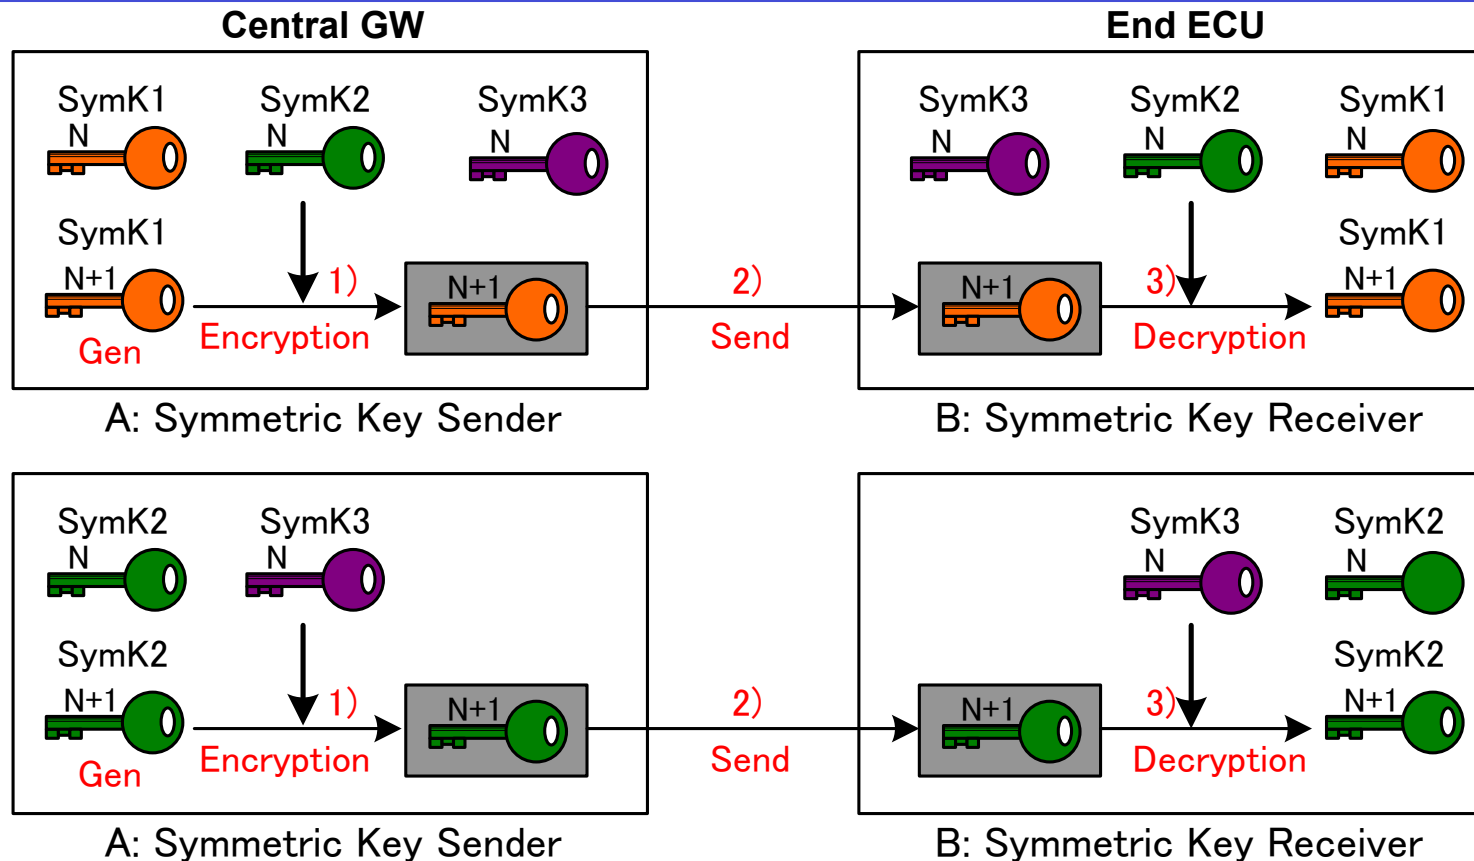 Central GW
End ECU
SymK1 SymK2 SymK3
N N N
SymK1
N+1
1)
N+1
Gen
Encryption
A: Symmetric Key Sender
2)
Send
SymK3 SymK2 SymK1
N N N
SymK1
N+1
3)
N+1
Decryption
B: Symmetric Key Receiver
SymK2 SymK3
N N
SymK2
N+1
1)
N+1
Gen
Encryption
A: Symmetric Key Sender
2)
Send
SymK3 SymK2
N N
SymK2
N+1
3)
N+1
Decryption
B: Symmetric Key Receiver